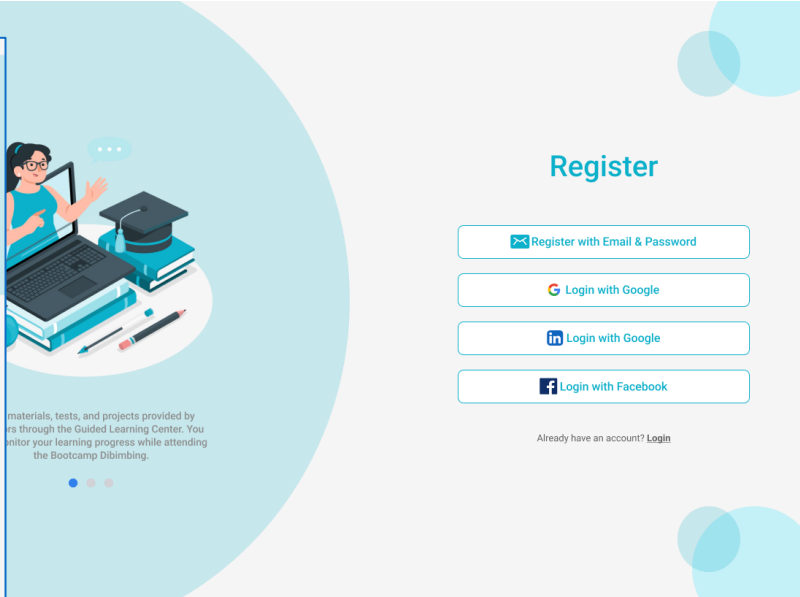 Register
Register with Email & Password
Login with Google
in Login with Google
Login with Facebook
Already have an account? Login
materials, tests, and projects provided by
through the Guided Learning Center. You
your learning progress while attending
the Bootcamp Dibimbing.